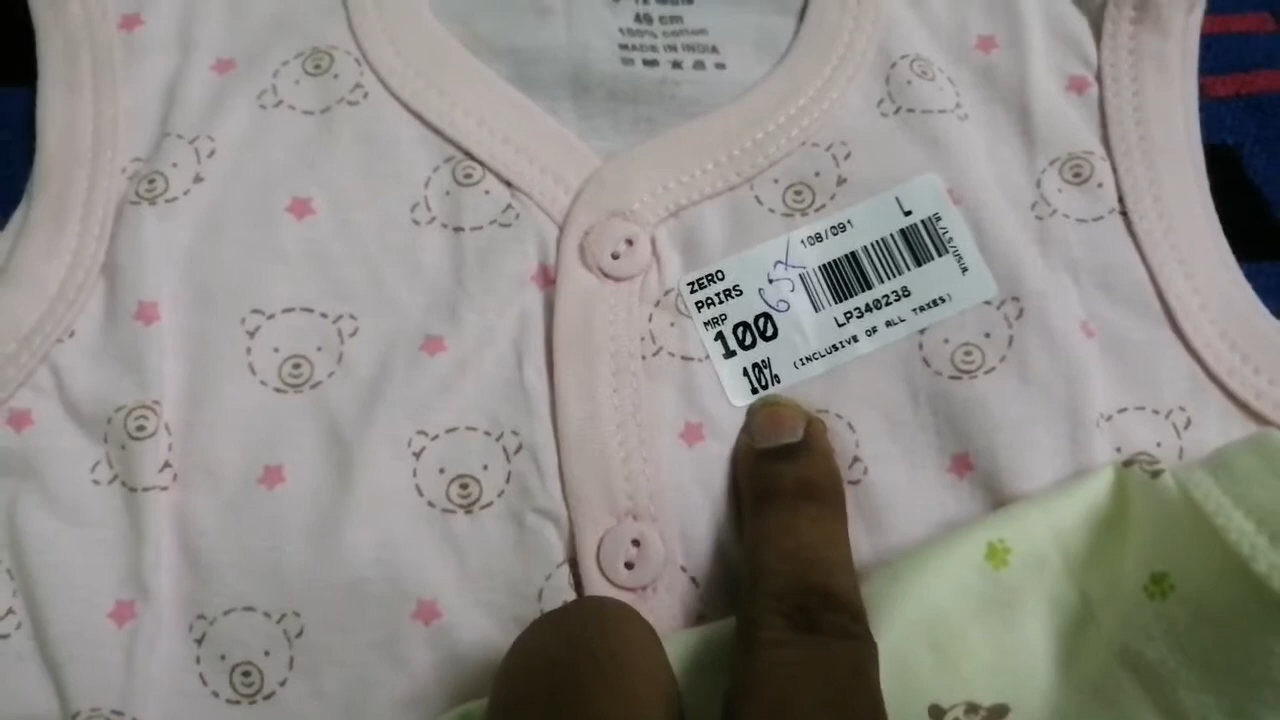 49 cm
100% cotton
MADE IN INDIA
L
108/091
ZERO
PAIRS
MRP
100
10%
LP340238
(INCLUSIVE OF ALL TAXES)